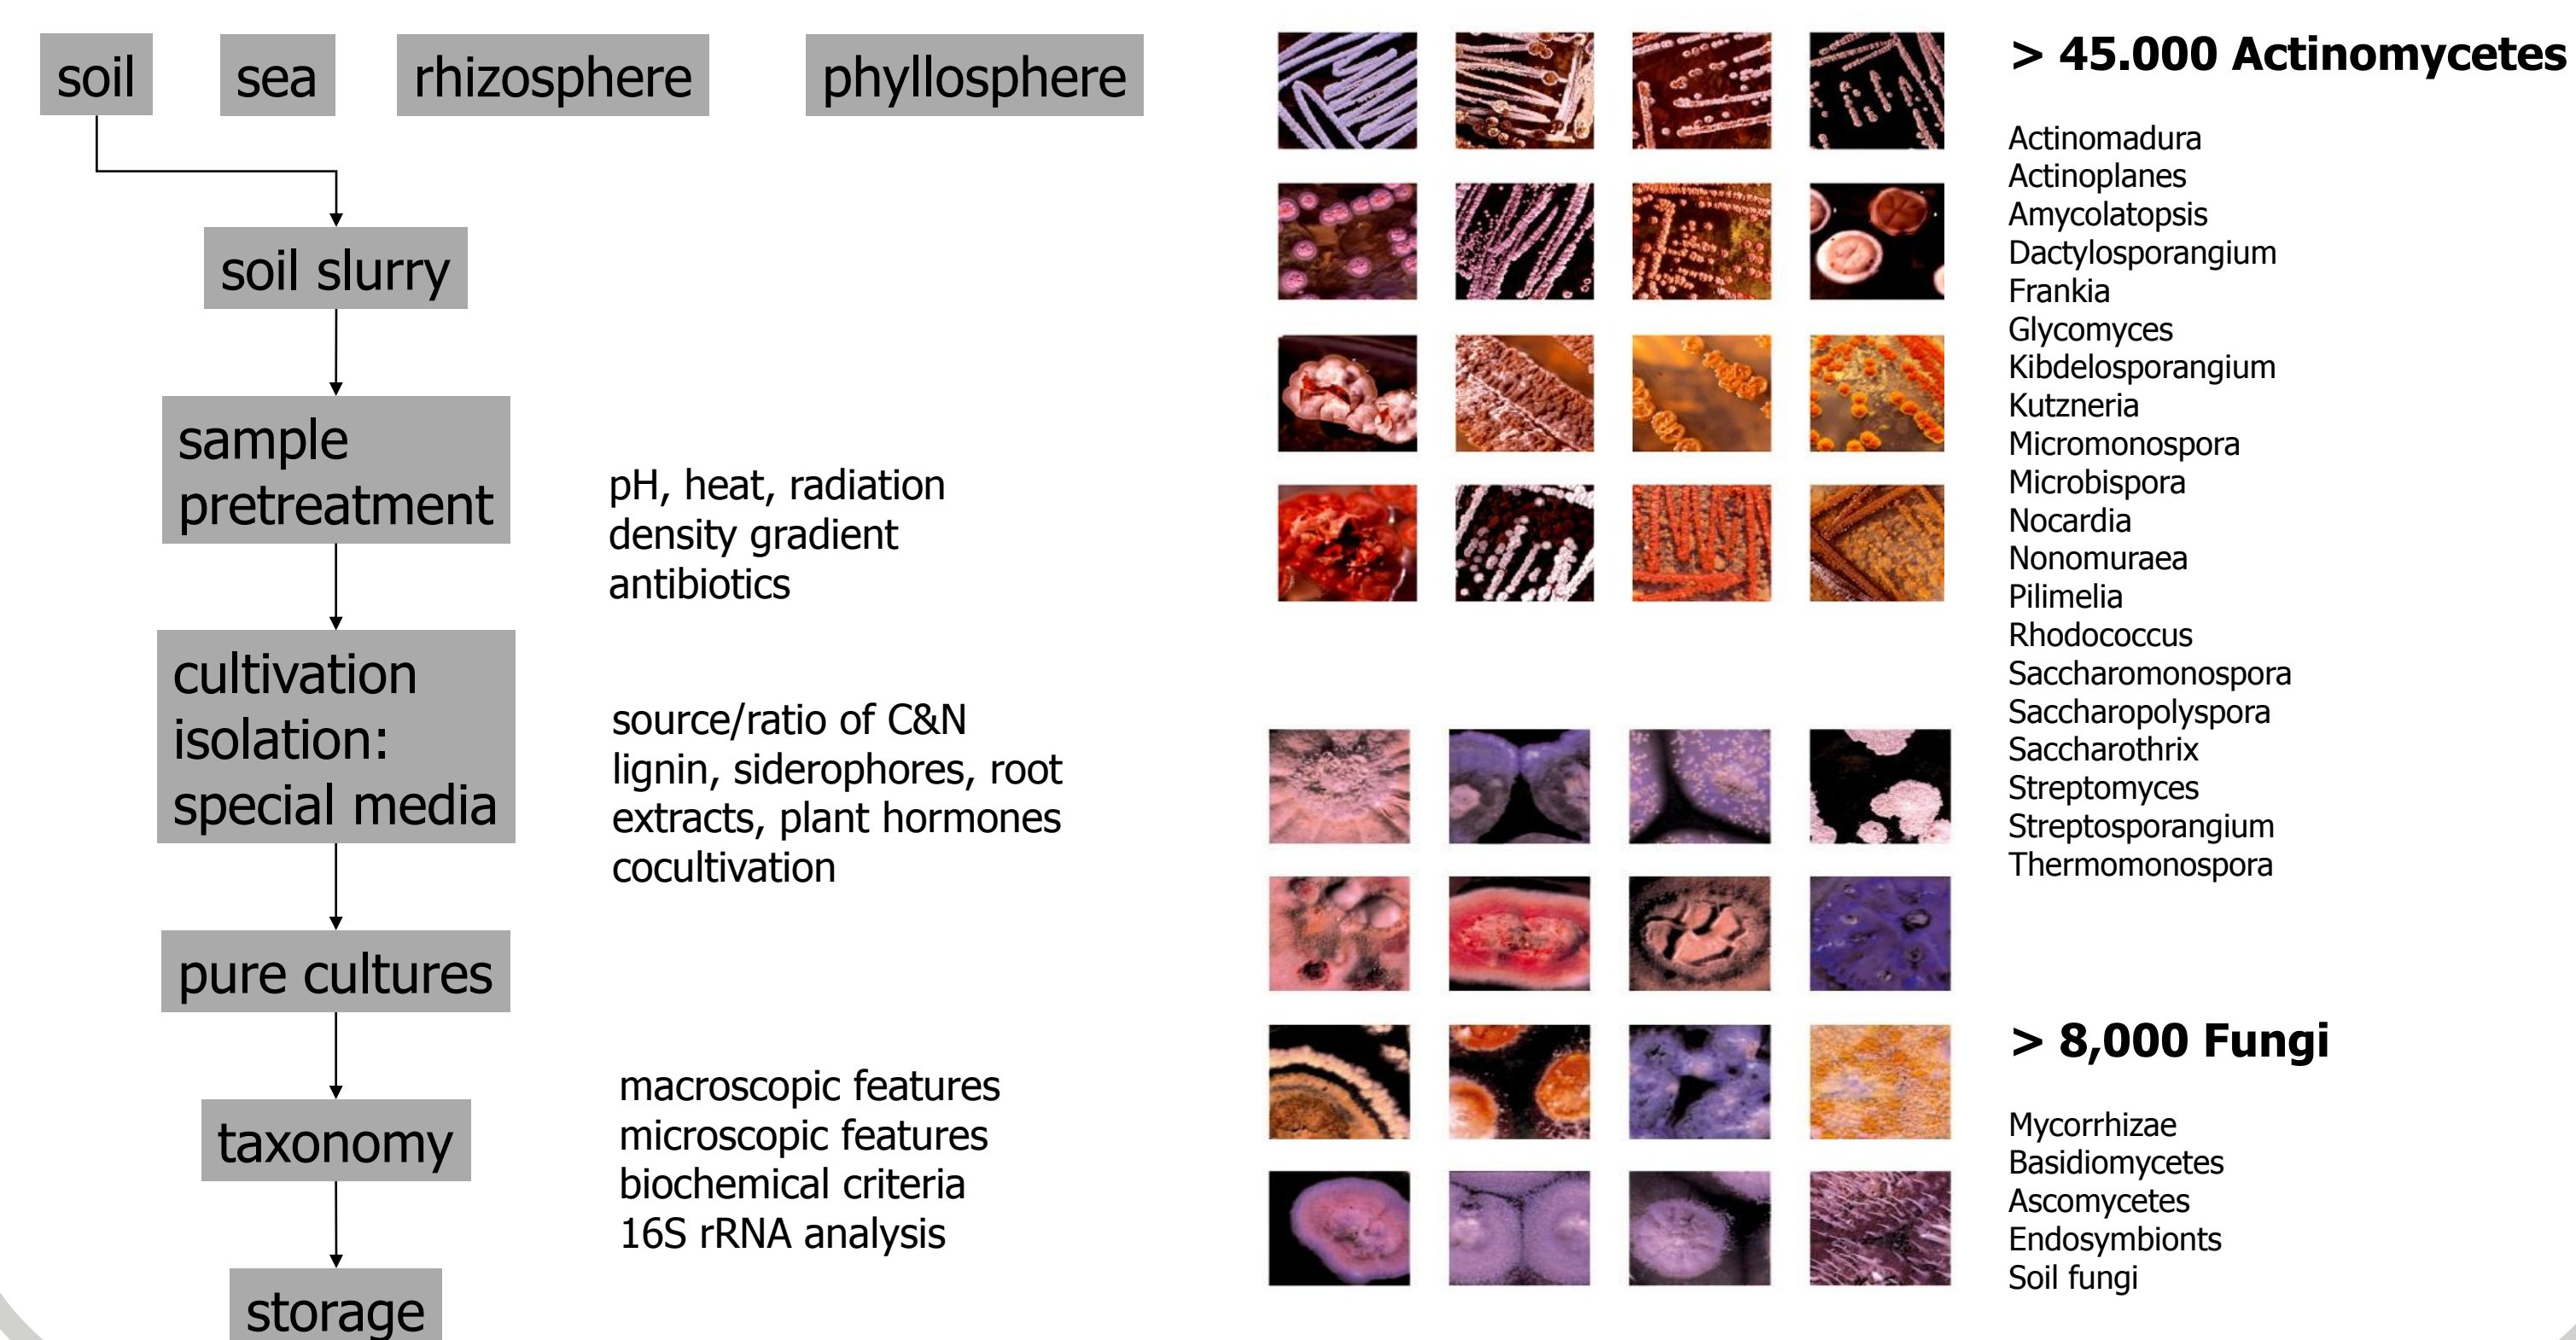 soil
sea
rhizosphere
phyllosphere
soil slurry
sample
pretreatment
pH, heat, radiation
density gradient
antibiotics
cultivation
isolation:
special media
source/ratio of C&N
lignin, siderophores, root
extracts, plant hormones
cocultivation
pure cultures
taxonomy
macroscopic features
microscopic features
biochemical criteria
16S rRNA analysis
storage
> 45.000 Actinomycetes
Actinomadura
Actinoplanes
Amycolatopsis
Dactylosporangium
Frankia
Glycomyces
Kibdelosporangium
Kutzneria
Micromonospora
Microbispora
Nocardia
Nonomuraea
Pilimelia
Rhodococcus
Saccharomonospora
Saccharopolyspora
Saccharothrix
Streptomyces
Streptosporangium
Thermomonospora
> 8,000 Fungi
Mycorrhizae
Basidiomycetes
Ascomycetes
Endosymbionts
Soil fungi